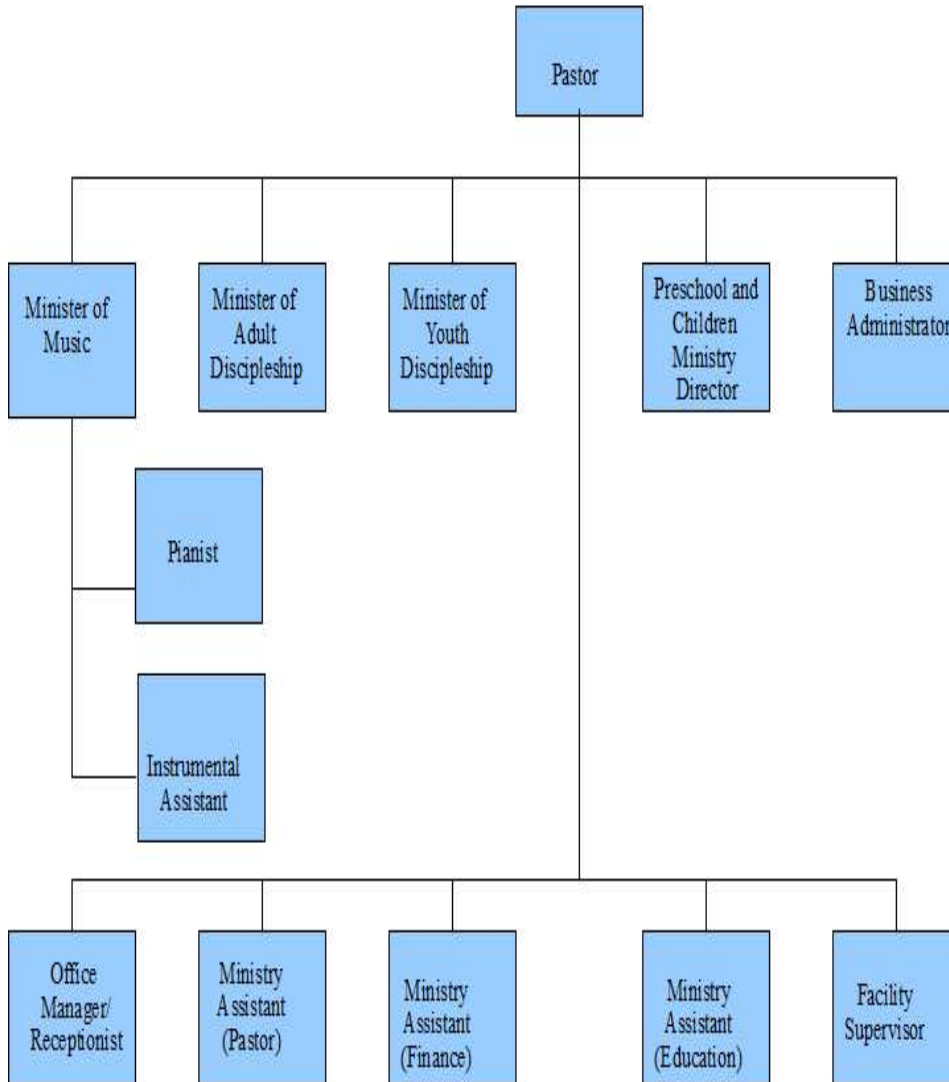 Pastor
Minister of
Music
Minister of
Adult
Discipleship
Minister of
Youth
Discipleship
Preschool and
Children
Ministry
Director
Business
Administrator
Pianist
Instrumental
Assistant
Office
Manager/
Receptionist
Ministry
Assistant
(Pastor)
Ministry
Assistant
(Finance)
Ministry
Assistant
(Education)
Facility
Supervisor